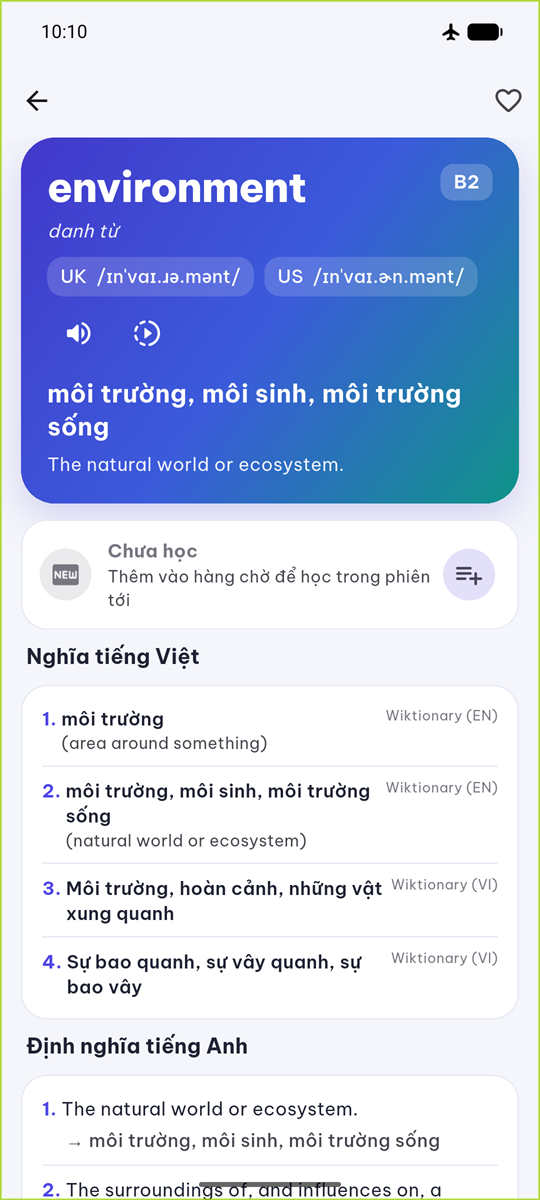 10:10
environment
B2
danh từ
UK /ɪnˈvaɪ.ɹə.mənt/
US /ɪnˈvaɪ.ɚn.mənt/
môi trường, môi sinh, môi trường
sống
The natural world or ecosystem.
NEW
Chưa học
Thêm vào hàng chờ để học trong phiên
tới
Nghĩa tiếng Việt
1. môi trường
Wiktionary (EN)
(area around something)
2. môi trường, môi sinh, môi trường
Wiktionary (EN)
sống
(natural world or ecosystem)
3. Môi trường, hoàn cảnh, những vật
Wiktionary (VI)
xung quanh
4. Sự bao quanh, sự vây quanh, sự
Wiktionary (VI)
bao vây
Định nghĩa tiếng Anh
1. The natural world or ecosystem.
→ môi trường, môi sinh, môi trường sống
2. The surroundings of, and influences on, a